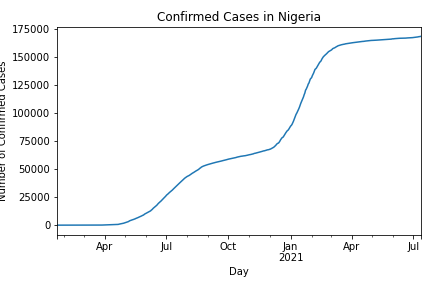 Confirmed Cases in Nigeria
175000
150000
125000
100000
75000
50000
25000
0
Number of Confirmed Cases
Apr Jul Oct Jan Apr Jul
2021
Day